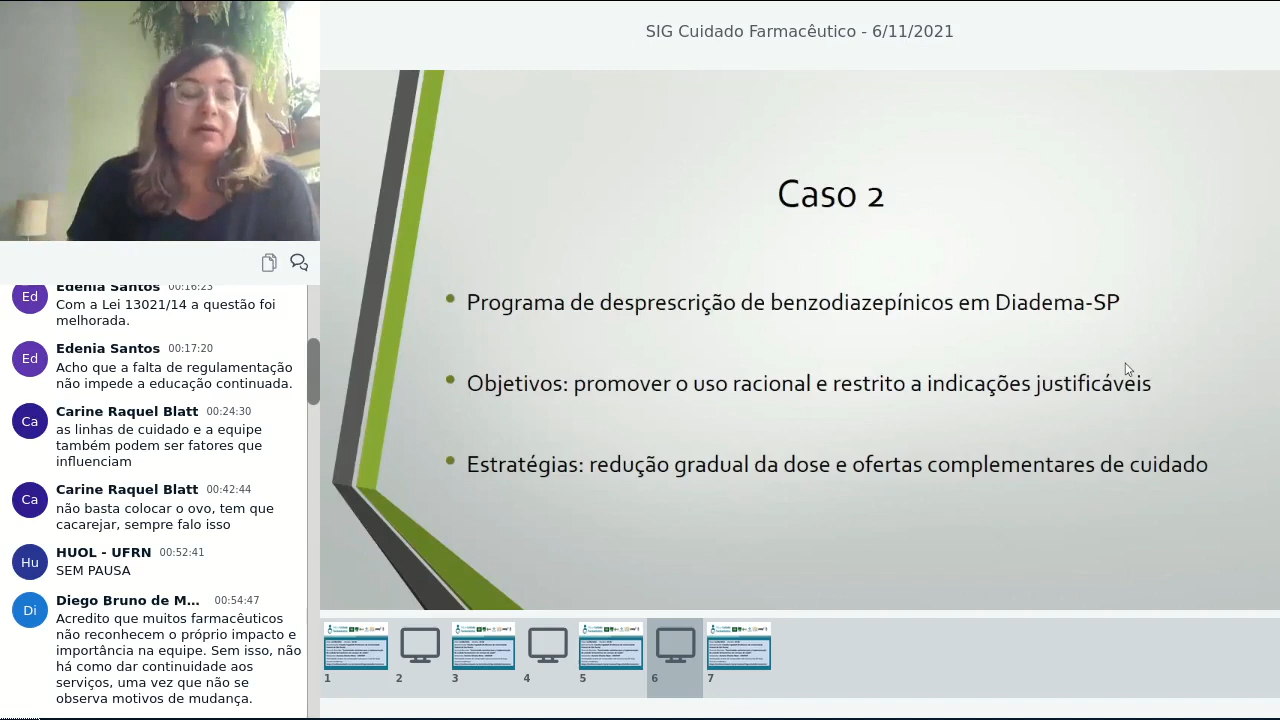 SIG Cuidado Farmacêutico - 6/11/2021
Caso 2
Programa de desprescrição de benzodiazepínicos em Diadema-SP
Objetivos: promover o uso racional e restrito a indicações justificáveis
Estratégias: redução gradual da dose e ofertas complementares de cuidado
Ed
Edenia Santos 00:16:23
Com a Lei 13021/14 a questão foi
melhorada.
Ed
Edenia Santos 00:17:20
Acho que a falta de regulamentação
não impede a educação continuada.
Ca
Carine Raquel Blatt 00:24:30
as linhas de cuidado e a equipe
também podem ser fatores que
influenciam
Ca
Carine Raquel Blatt 00:42:44
não basta colocar o ovo, tem que
cacarejar, sempre falo isso
Hu
HUOL - UFRN 00:52:41
SEM PAUSA
Di
Diego Bruno de M... 00:54:47
Acredito que muitos farmacêuticos
não reconhecem o próprio impacto e
importância na equipe. Sem isso, não
há como dar continuidade aos
serviços, uma vez que não se
observa motivos de mudança.
1 2 3 4 5 6 7